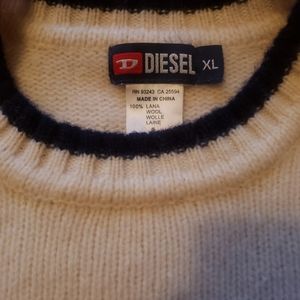 D DIESEL XL
RN 93243 CA 25594
MADE IN CHINA
100% LANA
WOOL
WOLLE
LAINE